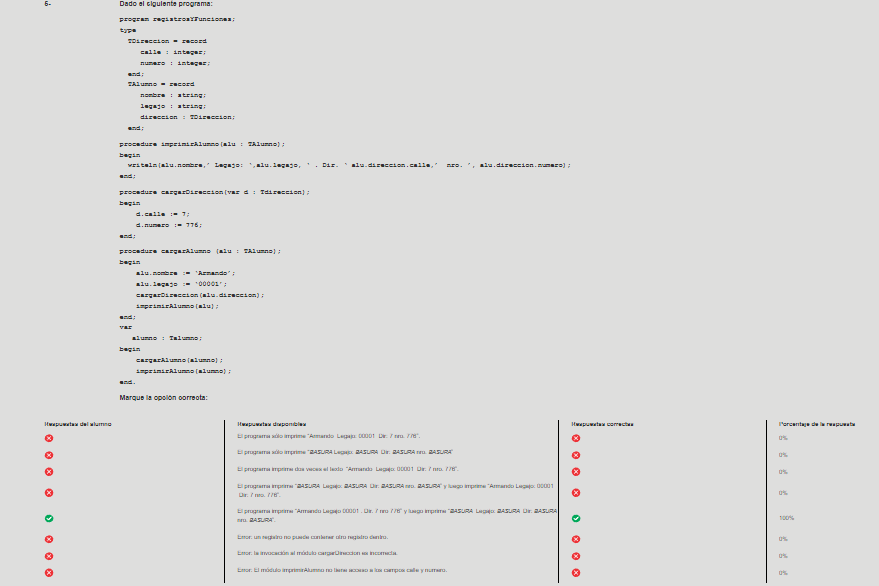 6- Dado el siguiente programa:
program registrosYFunciones;
type
TDireccion = record
calle : integer;
numero : integer;
end;
TAlumno = record
nombre : string;
legajo : string;
direccion : TDireccion;
end;
procedure imprimirAlumno(alu : TAlumno);
begin
writeln(alu.nombre,' Legajo: ',alu.legajo, ' . Dir. ' alu.direccion.calle,' nro. ', alu.direccion.numero);
end;
procedure cargarDireccion(var d : Tdireccion);
begin
d.calle := 7;
d.numero := 776;
end;
procedure cargarAlumno (alu : TAlumno);
begin
alu.nombre := 'Armando';
alu.legajo := '00001';
cargarDireccion(alu.direccion);
imprimirAlumno(alu);
end;
var
alumno : Talumno;
begin
cargarAlumno(alumno);
imprimirAlumno(alumno);
end.
Marque la opción correcta:
Respuestas del alumno Respuestas disponibles Respuestas correctas Porcentaje de la respuesta
El programa sólo imprime "Armando Legajo: 00001 Dir: 7 nro. 776". 0%
El programa sólo imprime "BASURA Legajo: BASURA Dir: BASURA nro. BASURA" 0%
El programa imprime dos veces el texto "Armando Legajo: 00001 Dir: 7 nro. 776". 0%
El programa imprime "BASURA Legajo: BASURA Dir: BASURA nro. BASURA" y luego imprime "Armando Legajo: 00001
Dir: 7 nro. 776". 0%
El programa imprime "Armando Legajo 00001 . Dir. 7 nro 776" y luego imprime "BASURA Legajo: BASURA Dir: BASURA
nro. BASURA". 100%
Error: un registro no puede contener otro registro dentro. 0%
Error: la invocación al módulo cargarDireccion es incorrecta. 0%
Error: El módulo imprimirAlumno no tiene acceso a los campos calle y numero. 0%